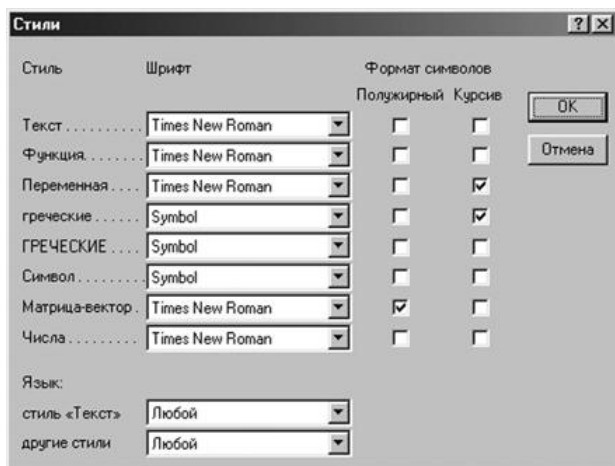 Стили
Стиль Шрифт Формат символов
Полужирный Курсив
OK
Текст . . . . . . . . . . Times New Roman
Функция. . . . . . . . Times New Roman
Отмена
Переменная . . . . Times New Roman
греческие . . . . . . Symbol
ГРЕЧЕСКИЕ . . . . Symbol
Символ . . . . . . . . . Symbol
Матрица-вектор . Times New Roman
Числа . . . . . . . . . Times New Roman
Язык:
стиль «Текст» Любой
другие стили Любой